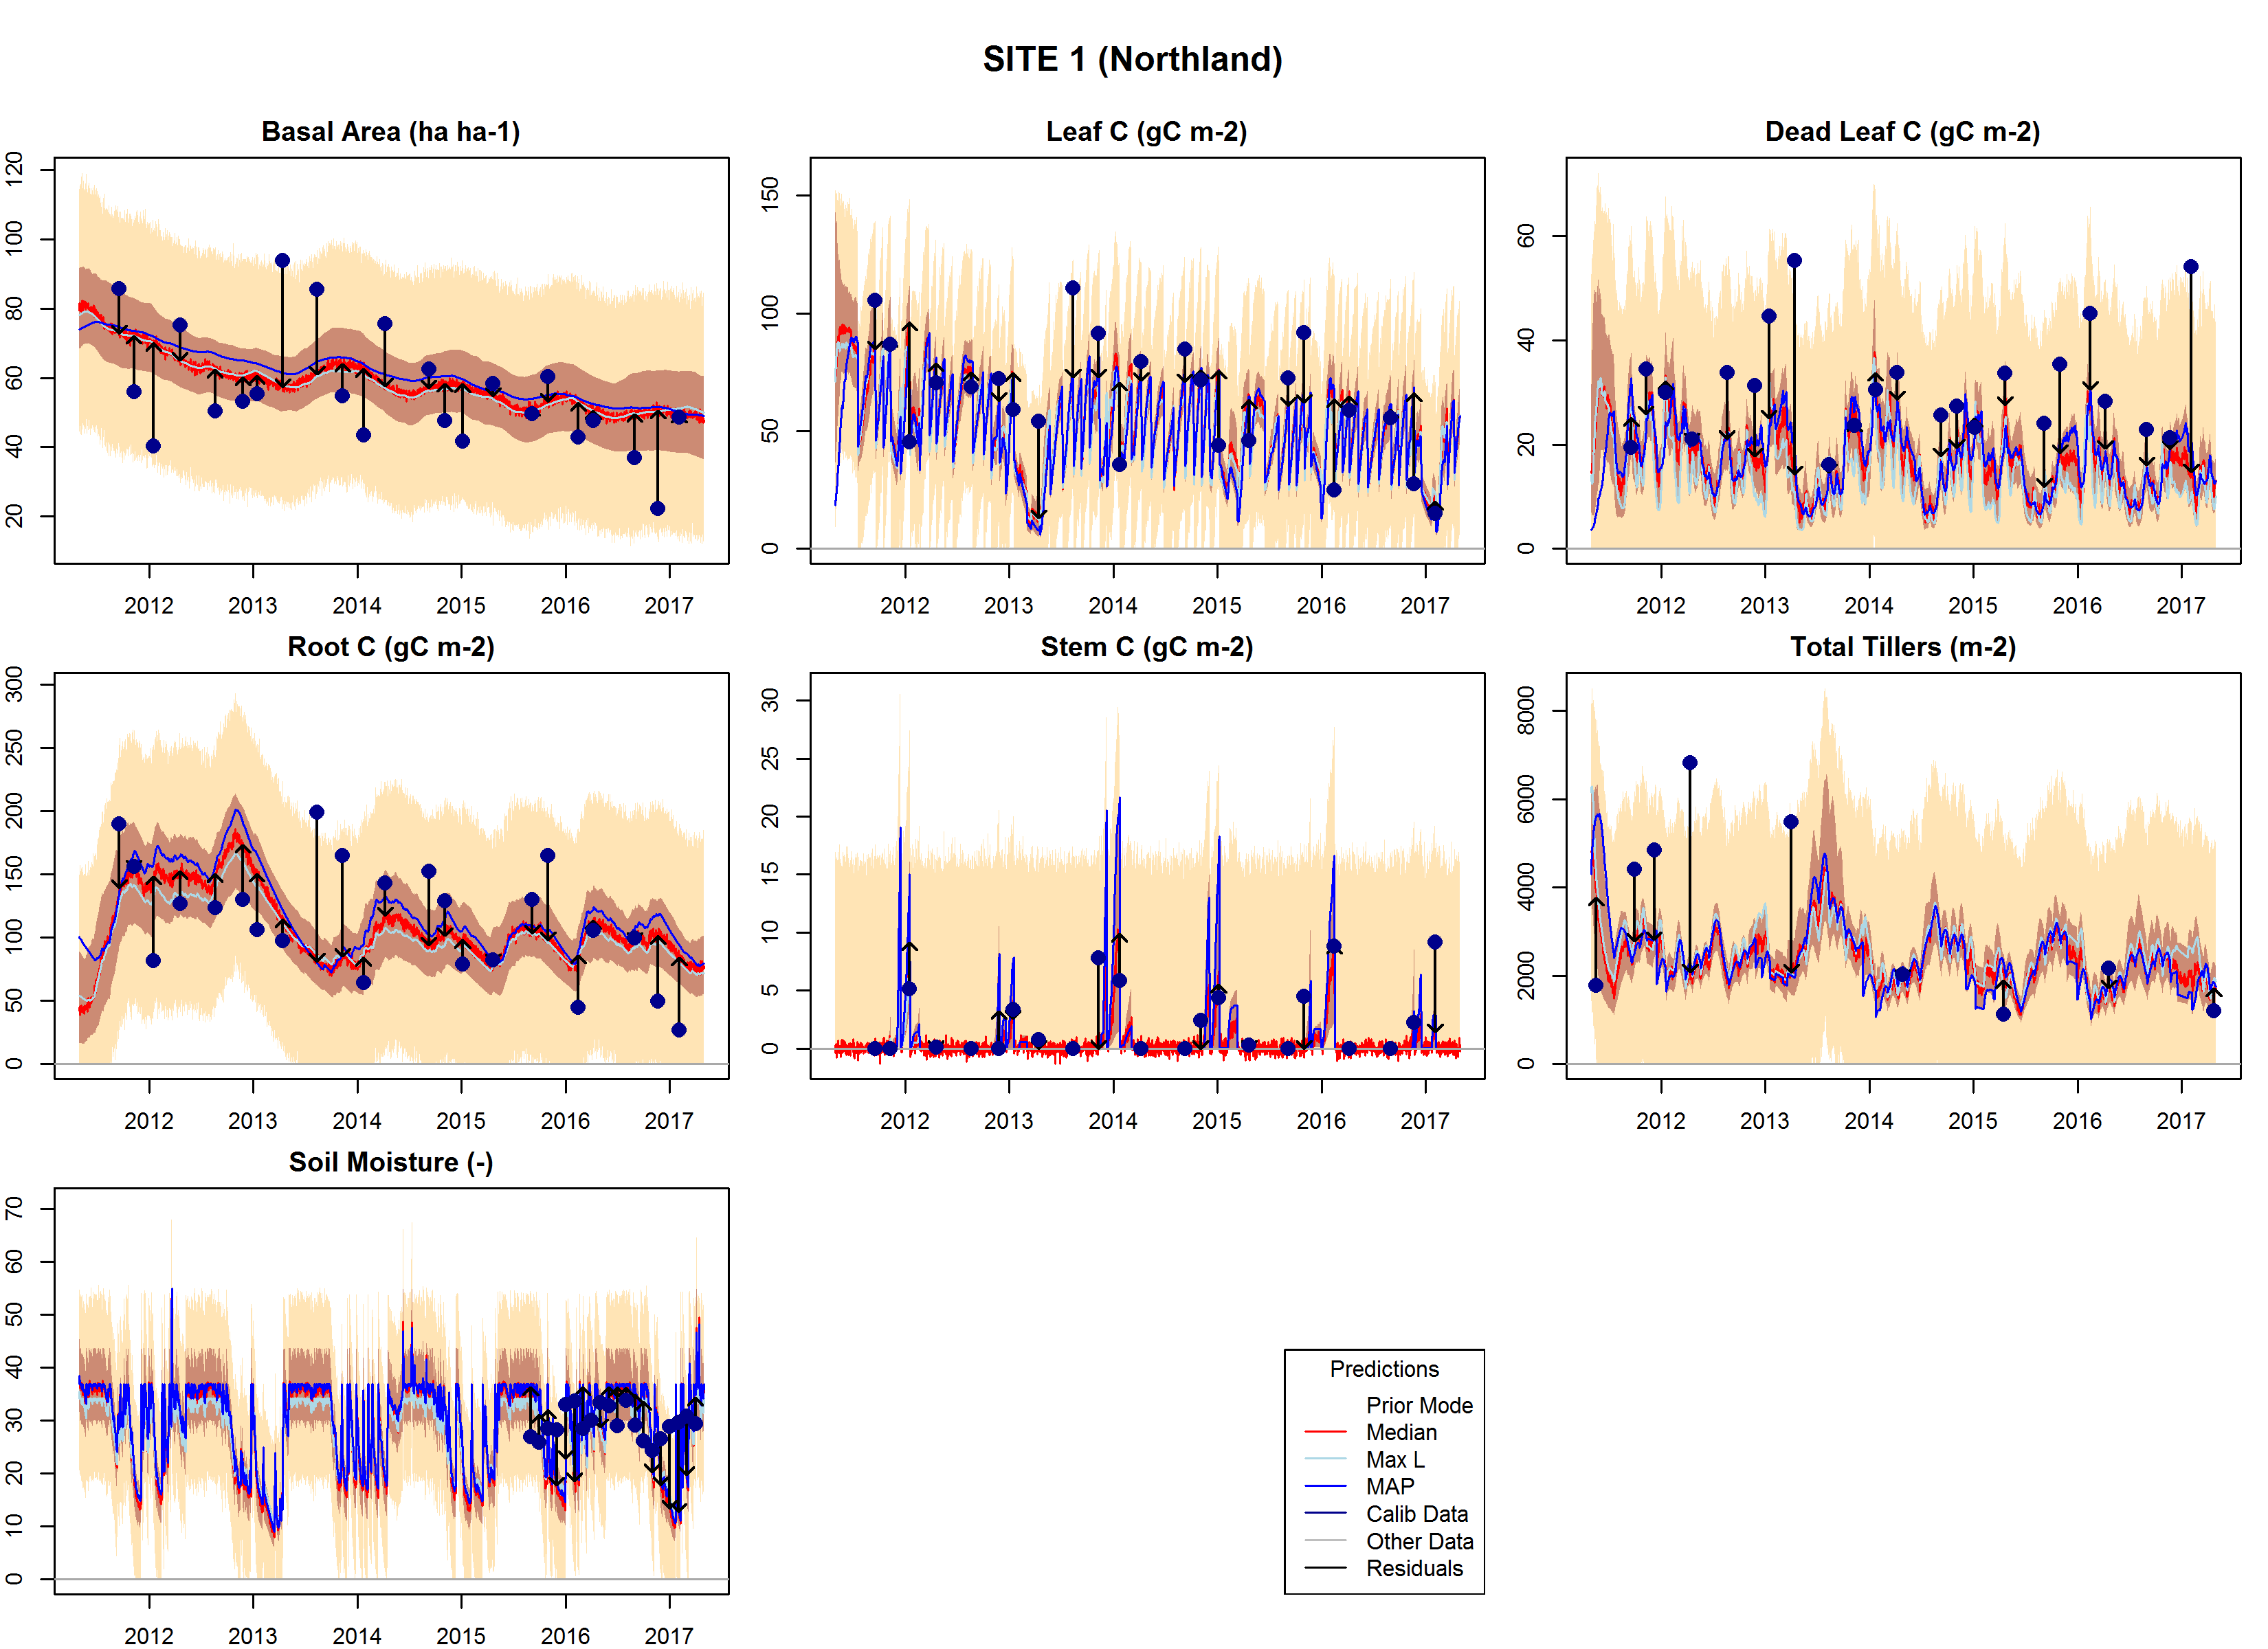 SITE 1 (Northland)
Basal Area (ha ha-1)
Leaf C (gC m-2)
Dead Leaf C (gC m-2)
120
100
80
60
40
20
2012 2013 2014 2015 2016 2017
150
100
50
0
2012 2013 2014 2015 2016 2017
60
40
20
0
2012 2013 2014 2015 2016 2017
Root C (gC m-2)
Stem C (gC m-2)
Total Tillers (m-2)
300
250
200
150
100
50
0
2012 2013 2014 2015 2016 2017
30
25
20
15
10
5
0
2012 2013 2014 2015 2016 2017
8000
6000
4000
2000
0
2012 2013 2014 2015 2016 2017
Soil Moisture (-)
70
60
50
40
30
20
10
0
2012 2013 2014 2015 2016 2017
Predictions
Prior Mode
Median
Max L
MAP
Calib Data
Other Data
Residuals